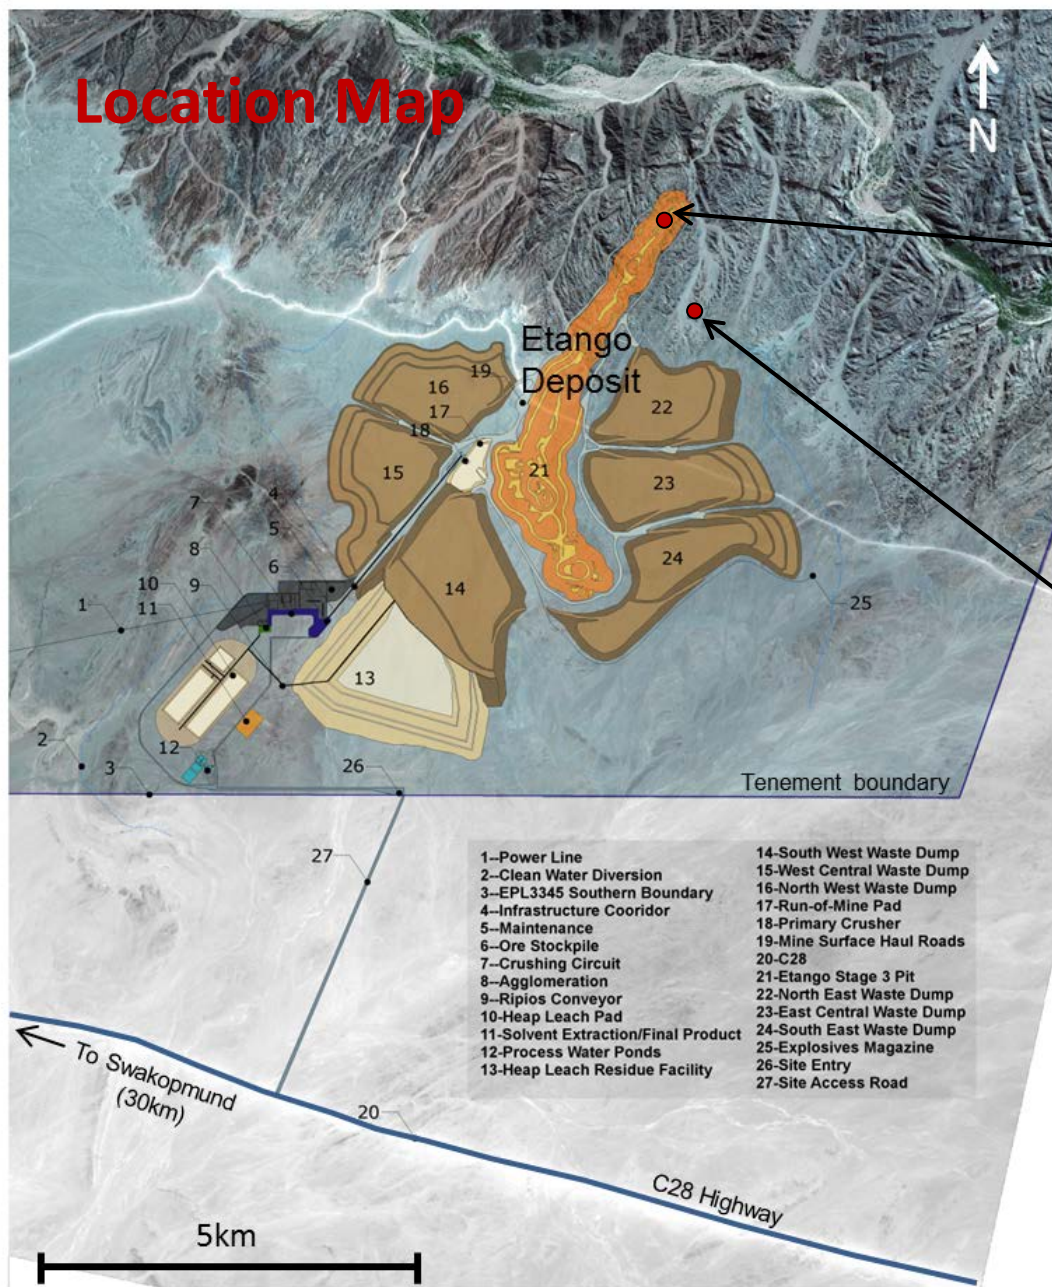 Location Map
N
Etango
Deposit
19
16
17
18
22
15
21
23
7
4
5
24
8
6
10
9
14
1
11
25
13
12
2
3
26
Tenement boundary
27
1--Power Line
2--Clean Water Diversion
3--EPL3345 Southern Boundary
4--Infrastructure Cooridor
5--Maintenance
6--Ore Stockpile
7--Crushing Circuit
8--Agglomeration
9--Ripios Conveyor
10-Heap Leach Pad
11-Solvent Extraction/Final Product
12-Process Water Ponds
13-Heap Leach Residue Facility
14-South West Waste Dump
15-West Central Waste Dump
16-North West Waste Dump
17-Run-of-Mine Pad
18-Primary Crusher
19-Mine Surface Haul Roads
20-C28
21-Etango Stage 3 Pit
22-North East Waste Dump
23-East Central Waste Dump
24-South East Waste Dump
25-Explosives Magazine
26-Site Entry
27-Site Access Road
To Swakopmund
(30km)
20
C28 Highway
5km